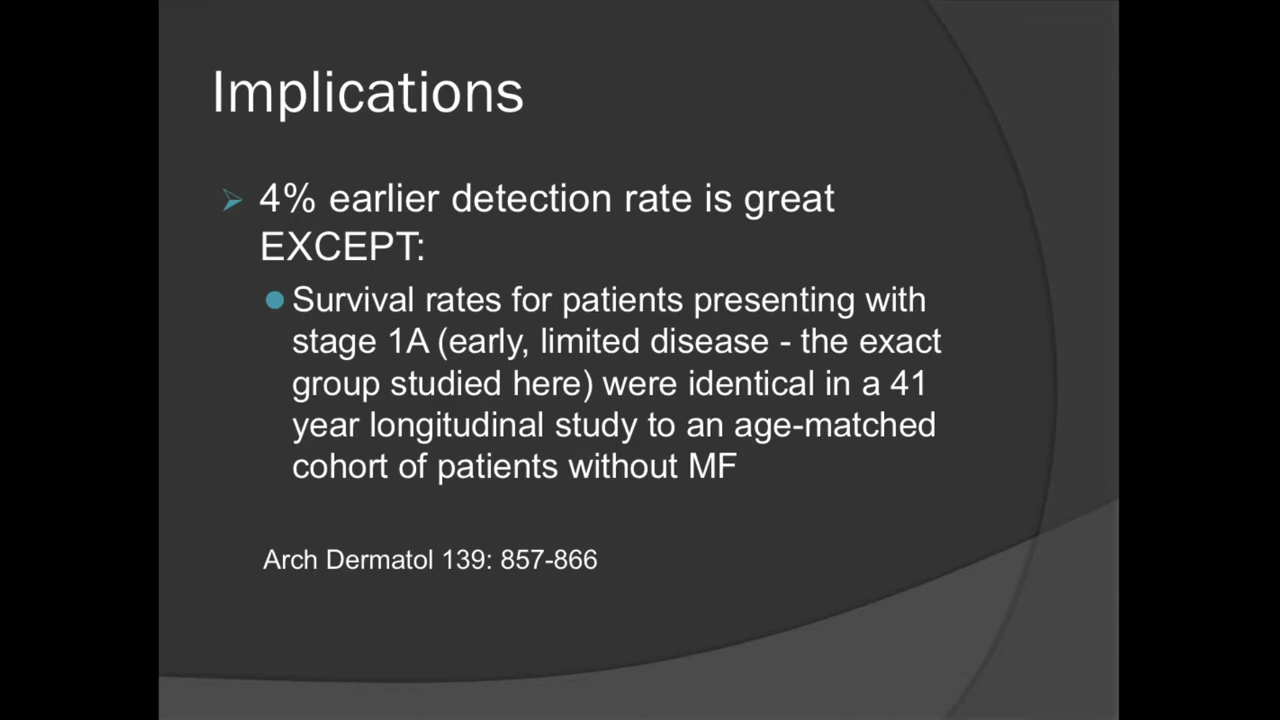 Implications
4% earlier detection rate is great
EXCEPT:
Survival rates for patients presenting with
stage 1A (early, limited disease - the exact
group studied here) were identical in a 41
year longitudinal study to an age-matched
cohort of patients without MF
Arch Dermatol 139: 857-866